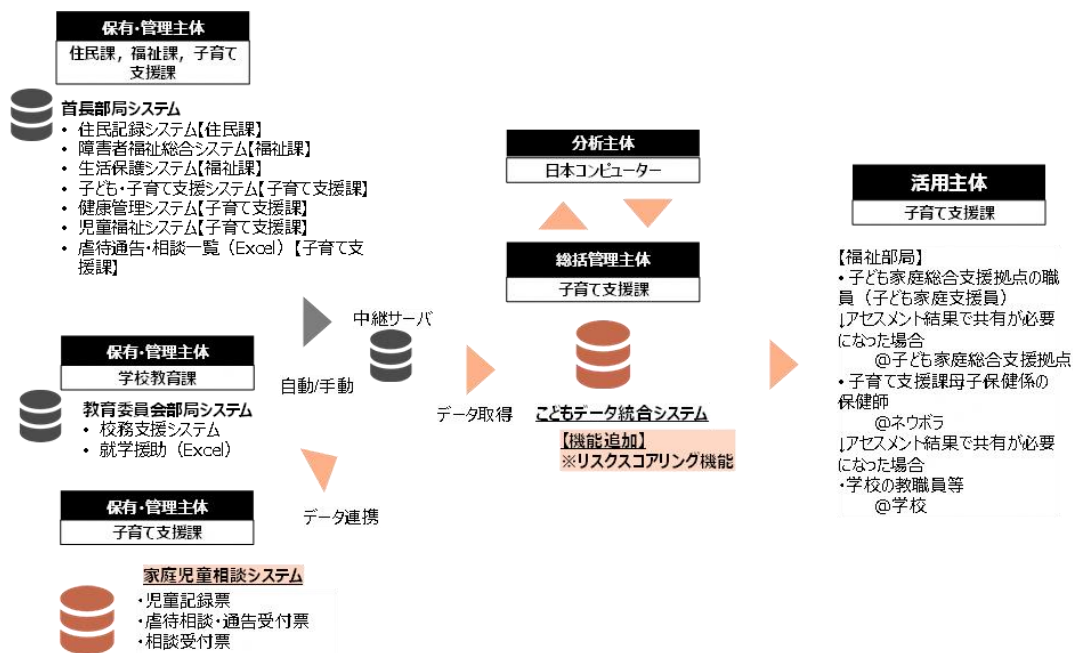 保有・管理主体
住民課，福祉課，子育て
支援課
首長部局システム
• 住民記録システム【住民課】
• 障害者福祉総合システム【福祉課】
• 生活保護システム【福祉課】
• 子ども・子育て支援システム【子育て支援課】
• 健康管理システム【子育て支援課】
• 児童福祉システム【子育て支援課】
• 虐待通告・相談一覧（Excel）【子育て支
援課】
保有・管理主体
学校教育課
教育委員会部局システム
• 校務支援システム
• 就学援助（Excel）
保有・管理主体
子育て支援課
家庭児童相談システム
・児童記録票
・虐待相談・通告受付票
・相談受付票
中継サーバ
自動/手動
データ連携
データ取得
分析主体
日本コンピューター
総括管理主体
子育て支援課
こどもデータ統合システム
【機能追加】
※リスクスコアリング機能
活用主体
子育て支援課
【福祉部局】
• 子ども家庭総合支援拠点の職
員（子ども家庭支援員）
↓アセスメント結果で共有が必要
になった場合
@子ども家庭総合支援拠点
• 子育て支援課母子保健係の
保健師
@ネウボラ
↓アセスメント結果で共有が必要
になった場合
・学校の教職員等
@学校